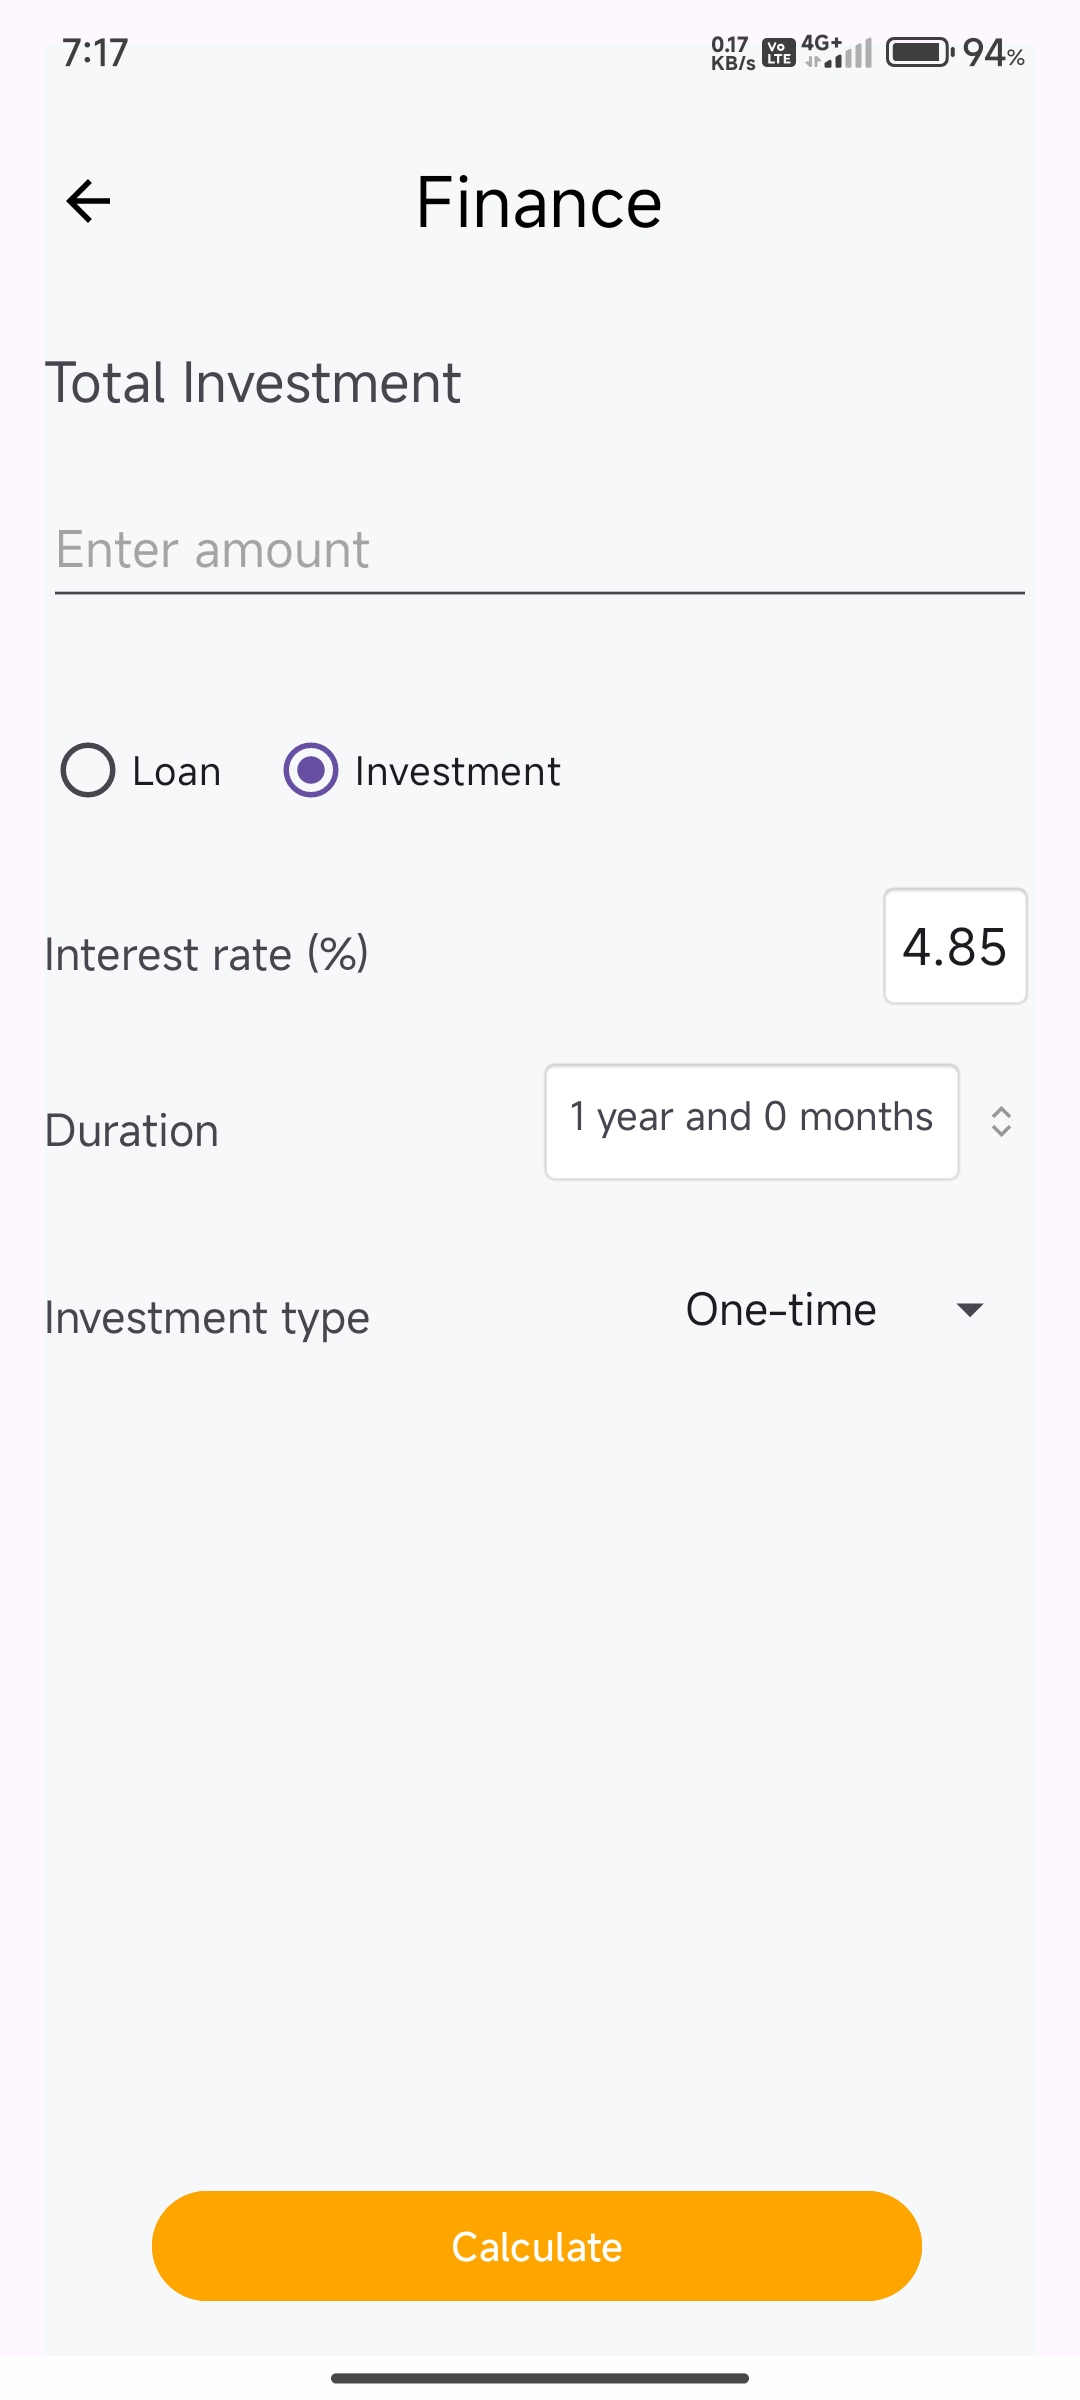 7:17
0.17 KB/s Vo LTE 4G+ 94%
Finance
Total Investment
Enter amount
Loan Investment
Interest rate (%) 4.85
Duration 1 year and 0 months
Investment type One-time
Calculate